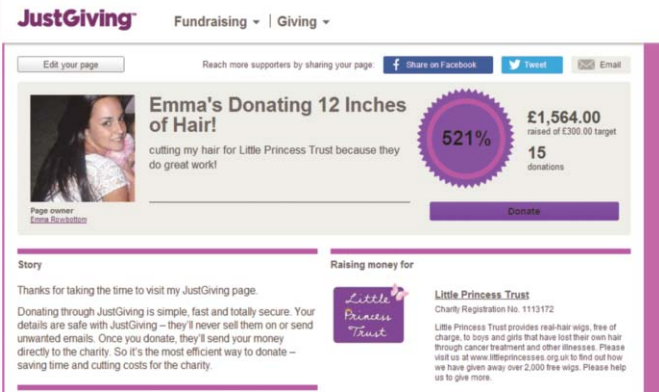 JustGiving™
Fundraising
Giving
Edit your page
Reach more supporters by sharing your page:
f Share on Facebook
Tweet
Email
Emma's Donating 12 Inches
of Hair!
cutting my hair for Little Princess Trust because they
do great work!
521%
£1,564.00
raised of £300.00 target
15
donations
Donate
Page owner
Emma Rowbottom
Story
Thanks for taking the time to visit my JustGiving page.
Donating through JustGiving is simple, fast and totally secure. Your
details are safe with JustGiving – they'll never sell them on or send
unwanted emails. Once you donate, they'll send your money
directly to the charity. So it's the most efficient way to donate –
saving time and cutting costs for the charity.
Raising money for
Little
Princess
Trust
Little Princess Trust
Charity Registration No. 1113172
Little Princess Trust provides real-hair wigs, free of
charge, to boys and girls that have lost their own hair
through cancer treatment and other illnesses. Please
visit us at www.littleprincesses.org.uk to find out how
we have given away over 2,000 free wigs. Please help
us to give more.